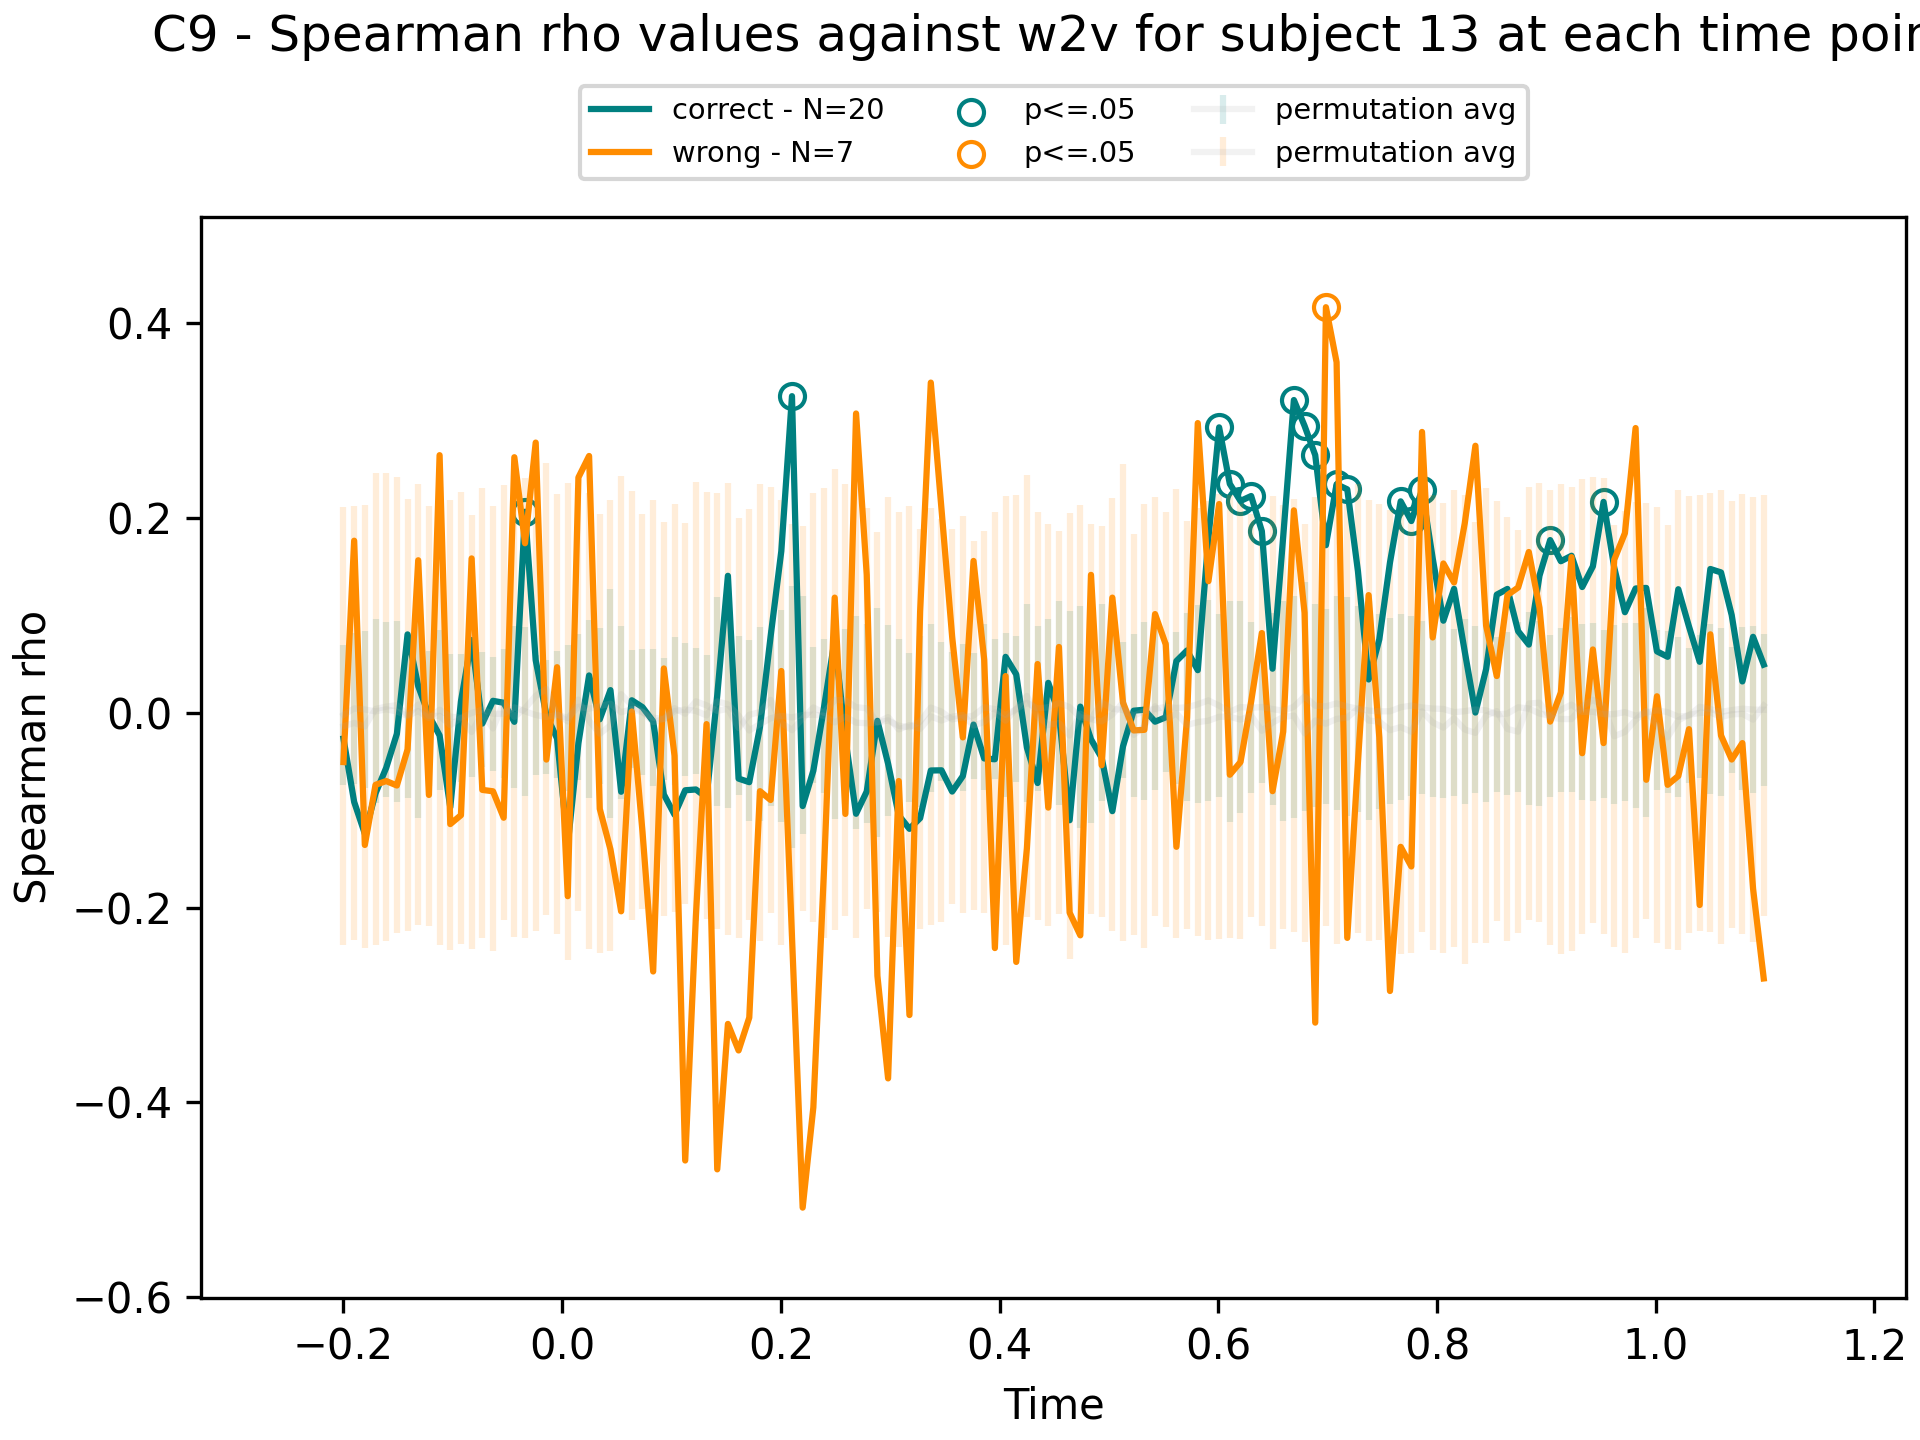 C9 - Spearman rho values against w2v for subject 13 at each time poin
correct - N=20
wrong - N=7
p<=.05
p<=.05
permutation avg
permutation avg
Spearman rho
0.4
0.2
0.0
−0.2
−0.4
−0.6
−0.2 0.0 0.2 0.4 0.6 0.8 1.0 1.2
Time